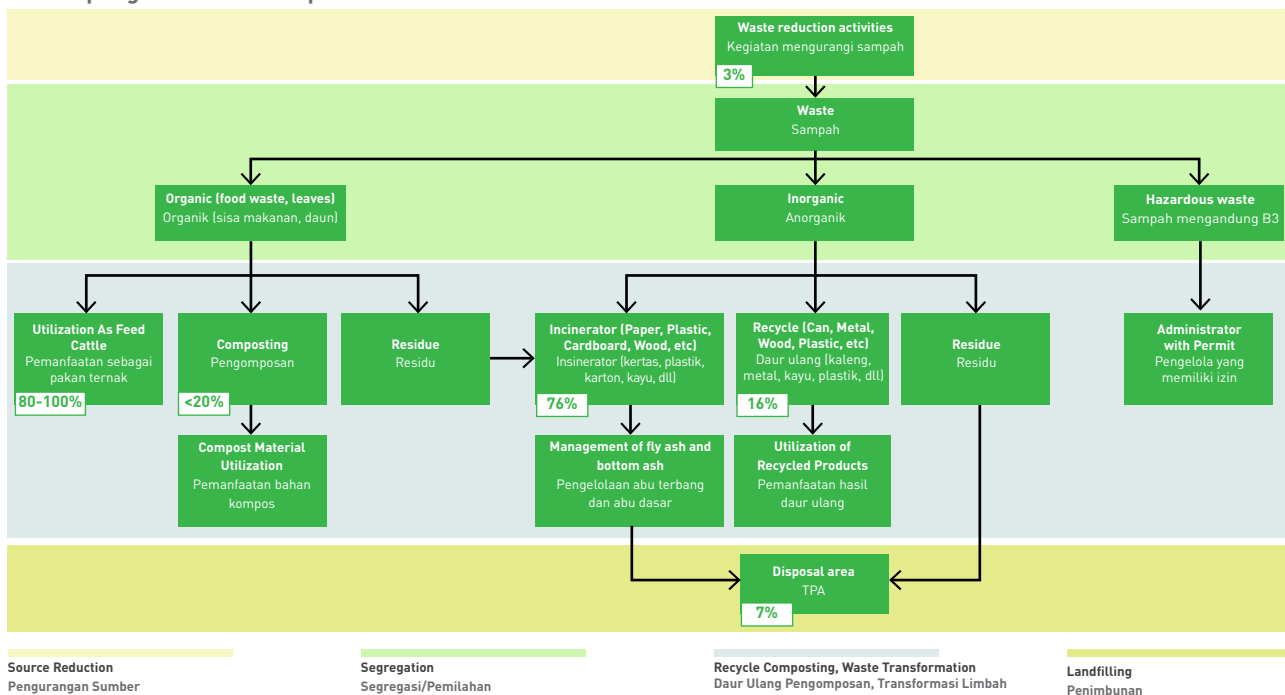 Waste reduction activities
Kegiatan mengurangi sampah
3%
Waste
Sampah
Organic (food waste, leaves)
Organik (sisa makanan, daun)
Inorganic
Anorganik
Hazardous waste
Sampah mengandung B3
Utilization As Feed
Cattle
Pemanfaatan sebagai
pakan ternak
80-100%
Composting
Pengomposan
<20%
Residue
Residu
Incinerator (Paper, Plastic,
Cardboard, Wood, etc)
Insinerator (kertas, plastik,
karton, kayu, dll)
76%
Recycle (Can, Metal,
Wood, Plastic, etc)
Daur ulang (kaleng,
metal, kayu, plastik, dll)
16%
Residue
Residu
Administrator
with Permit
Pengelola yang
memiliki izin
Compost Material
Utilization
Pemanfaatan bahan
kompos
Management of fly ash and
bottom ash
Pengelolaan abu terbang
dan abu dasar
Utilization of
Recycled Products
Pemanfaatan hasil
daur ulang
Disposal area
TPA
7%
Source Reduction
Pengurangan Sumber
Segregation
Segregasi/Pemilahan
Recycle Composting, Waste Transformation
Daur Ulang Pengomposan, Transformasi Limbah
Landfilling
Penimbunan